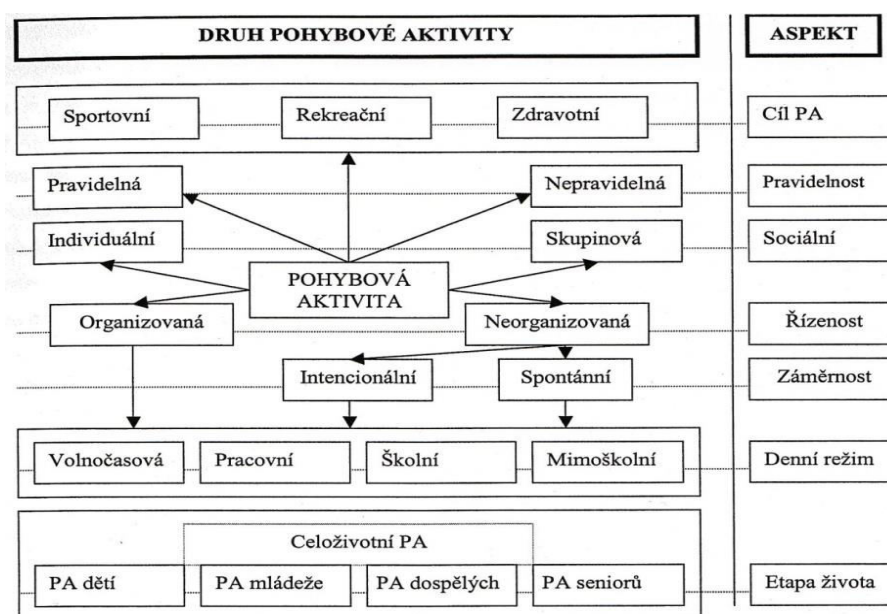 DRUH POHYBOVÉ AKTIVITY ASPEKT
Sportovní Rekreační Zdravotní Cíl PA
Pravidelná Nepravidelná Pravidelnost
Individuální Skupinová Sociální
POHYBOVÁ
AKTIVITA
Organizovaná Neorganizovaná Řízenost
Intencionální Spontánní Záměrnost
Volnočasová Pracovní Školní Mimoškolní Denní režim
Celoživotní PA
PA dětí PA mládeže PA dospělých PA seniorů Etapa života